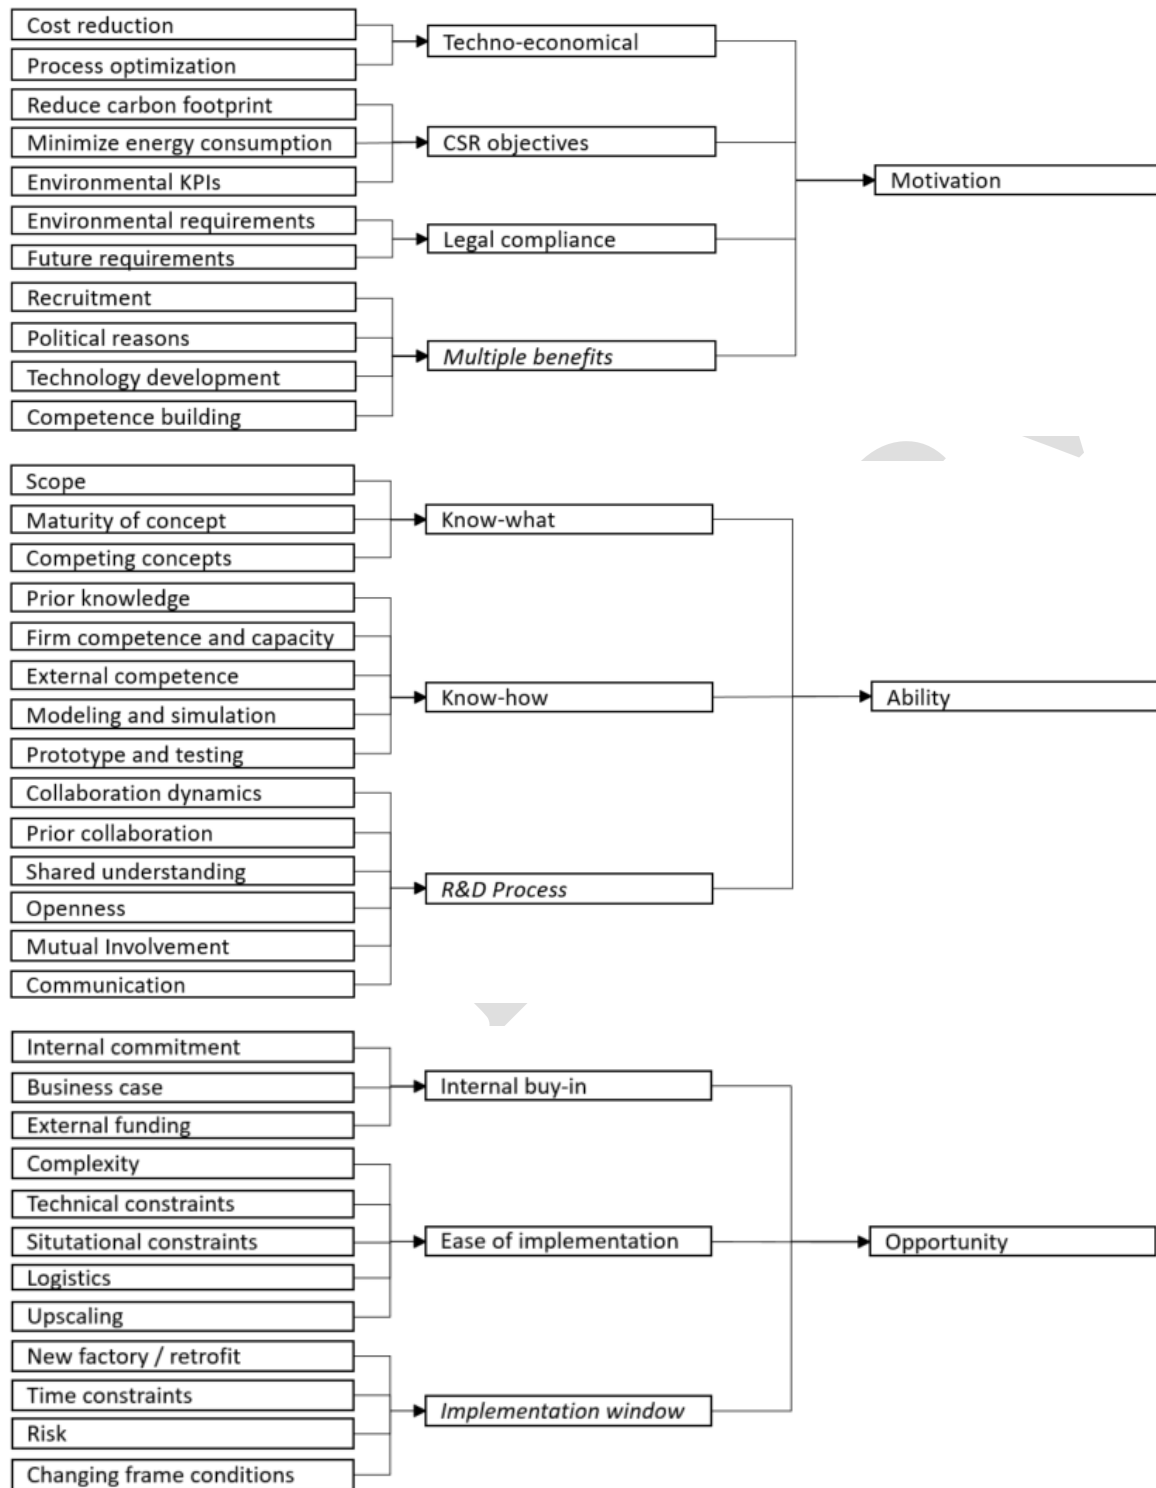 Cost reduction
Process optimization
Techno-economical
Reduce carbon footprint
Minimize energy consumption
Environmental KPIs
CSR objectives
Environmental requirements
Future requirements
Legal compliance
Recruitment
Political reasons
Technology development
Competence building
Multiple benefits
Motivation
Scope
Maturity of concept
Competing concepts
Know-what
Prior knowledge
Firm competence and capacity
External competence
Modeling and simulation
Prototype and testing
Know-how
Collaboration dynamics
Prior collaboration
Shared understanding
Openness
Mutual Involvement
Communication
R&D Process
Ability
Internal commitment
Business case
External funding
Internal buy-in
Complexity
Technical constraints
Situtational constraints
Logistics
Upscaling
Ease of implementation
New factory / retrofit
Time constraints
Risk
Changing frame conditions
Implementation window
Opportunity